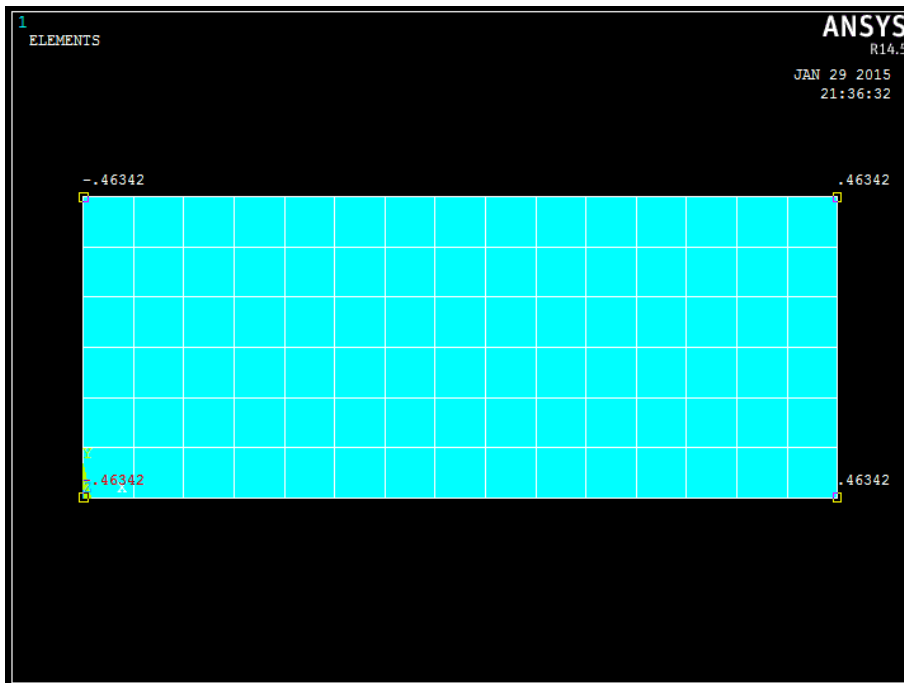 1
ELEMENTS
ANSYS
R14.5
JAN 29 2015
21:36:32
-.46342
.46342
Y
-.46342
Z
X
.46342